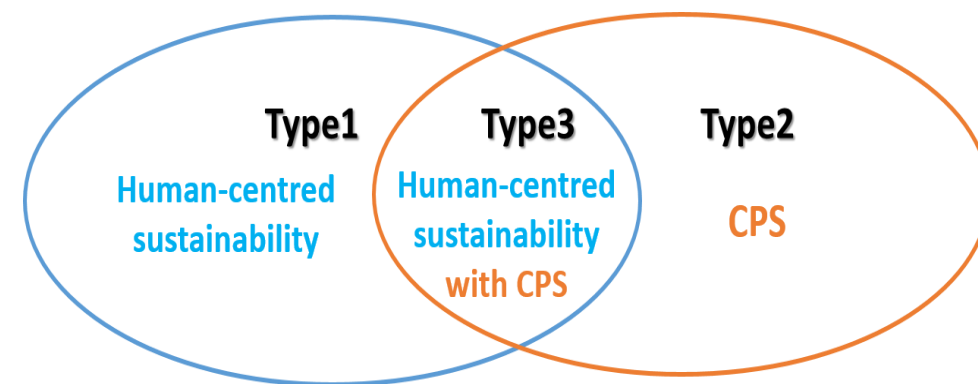 Type1
Human-centred
sustainability
Type3
Human-centred
sustainability
with CPS
Type2
CPS